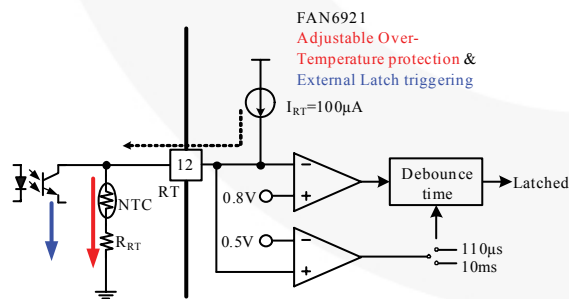 FAN6921
Adjustable Over-
Temperature protection &
External Latch triggering
IRT=100μA
12
RT
NTC
RRT
0.8V
−
+
Debounce
time
Latched
0.5V
−
+
110μs
10ms